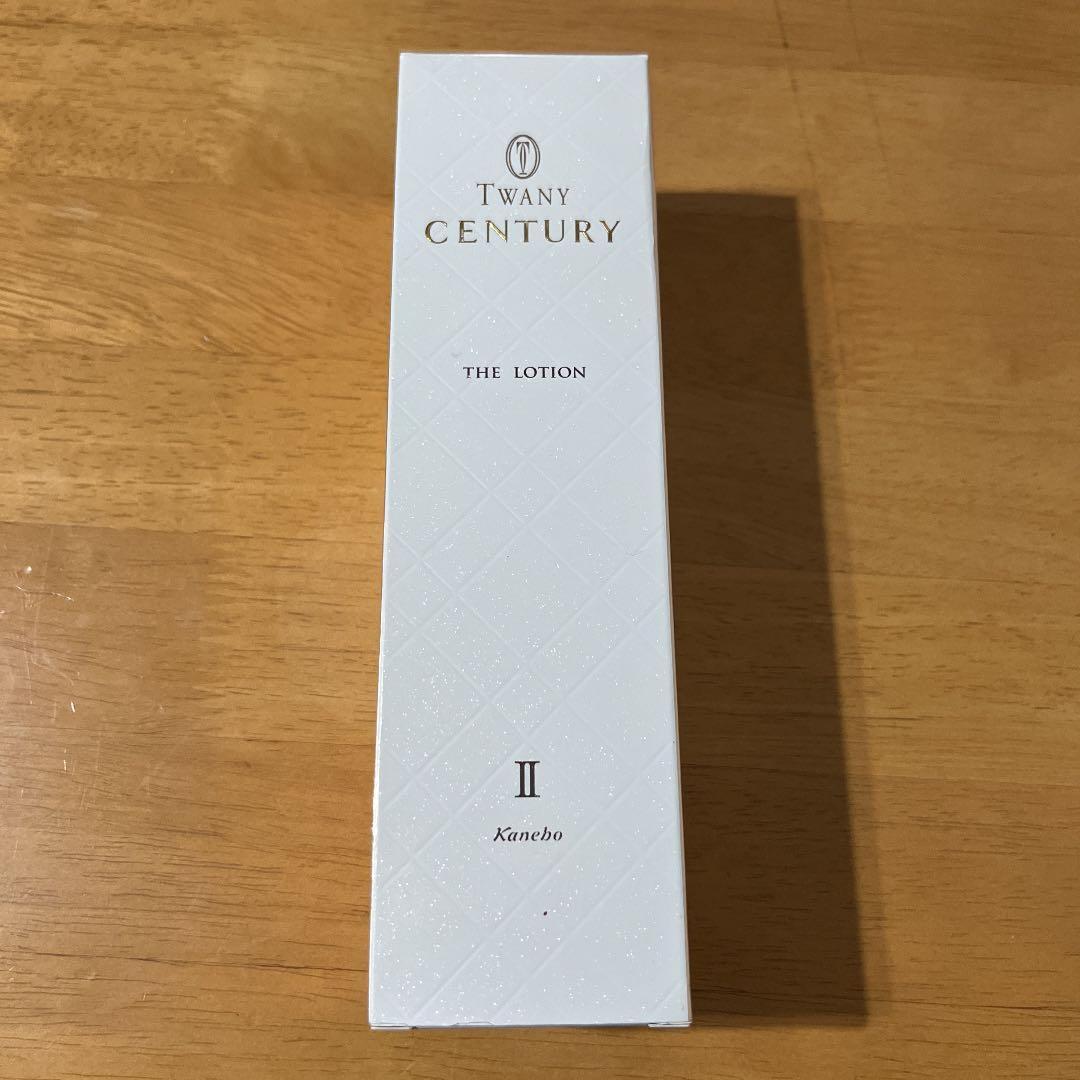 T
TWANY
CENTURY
THE LOTION
II
Kanebo